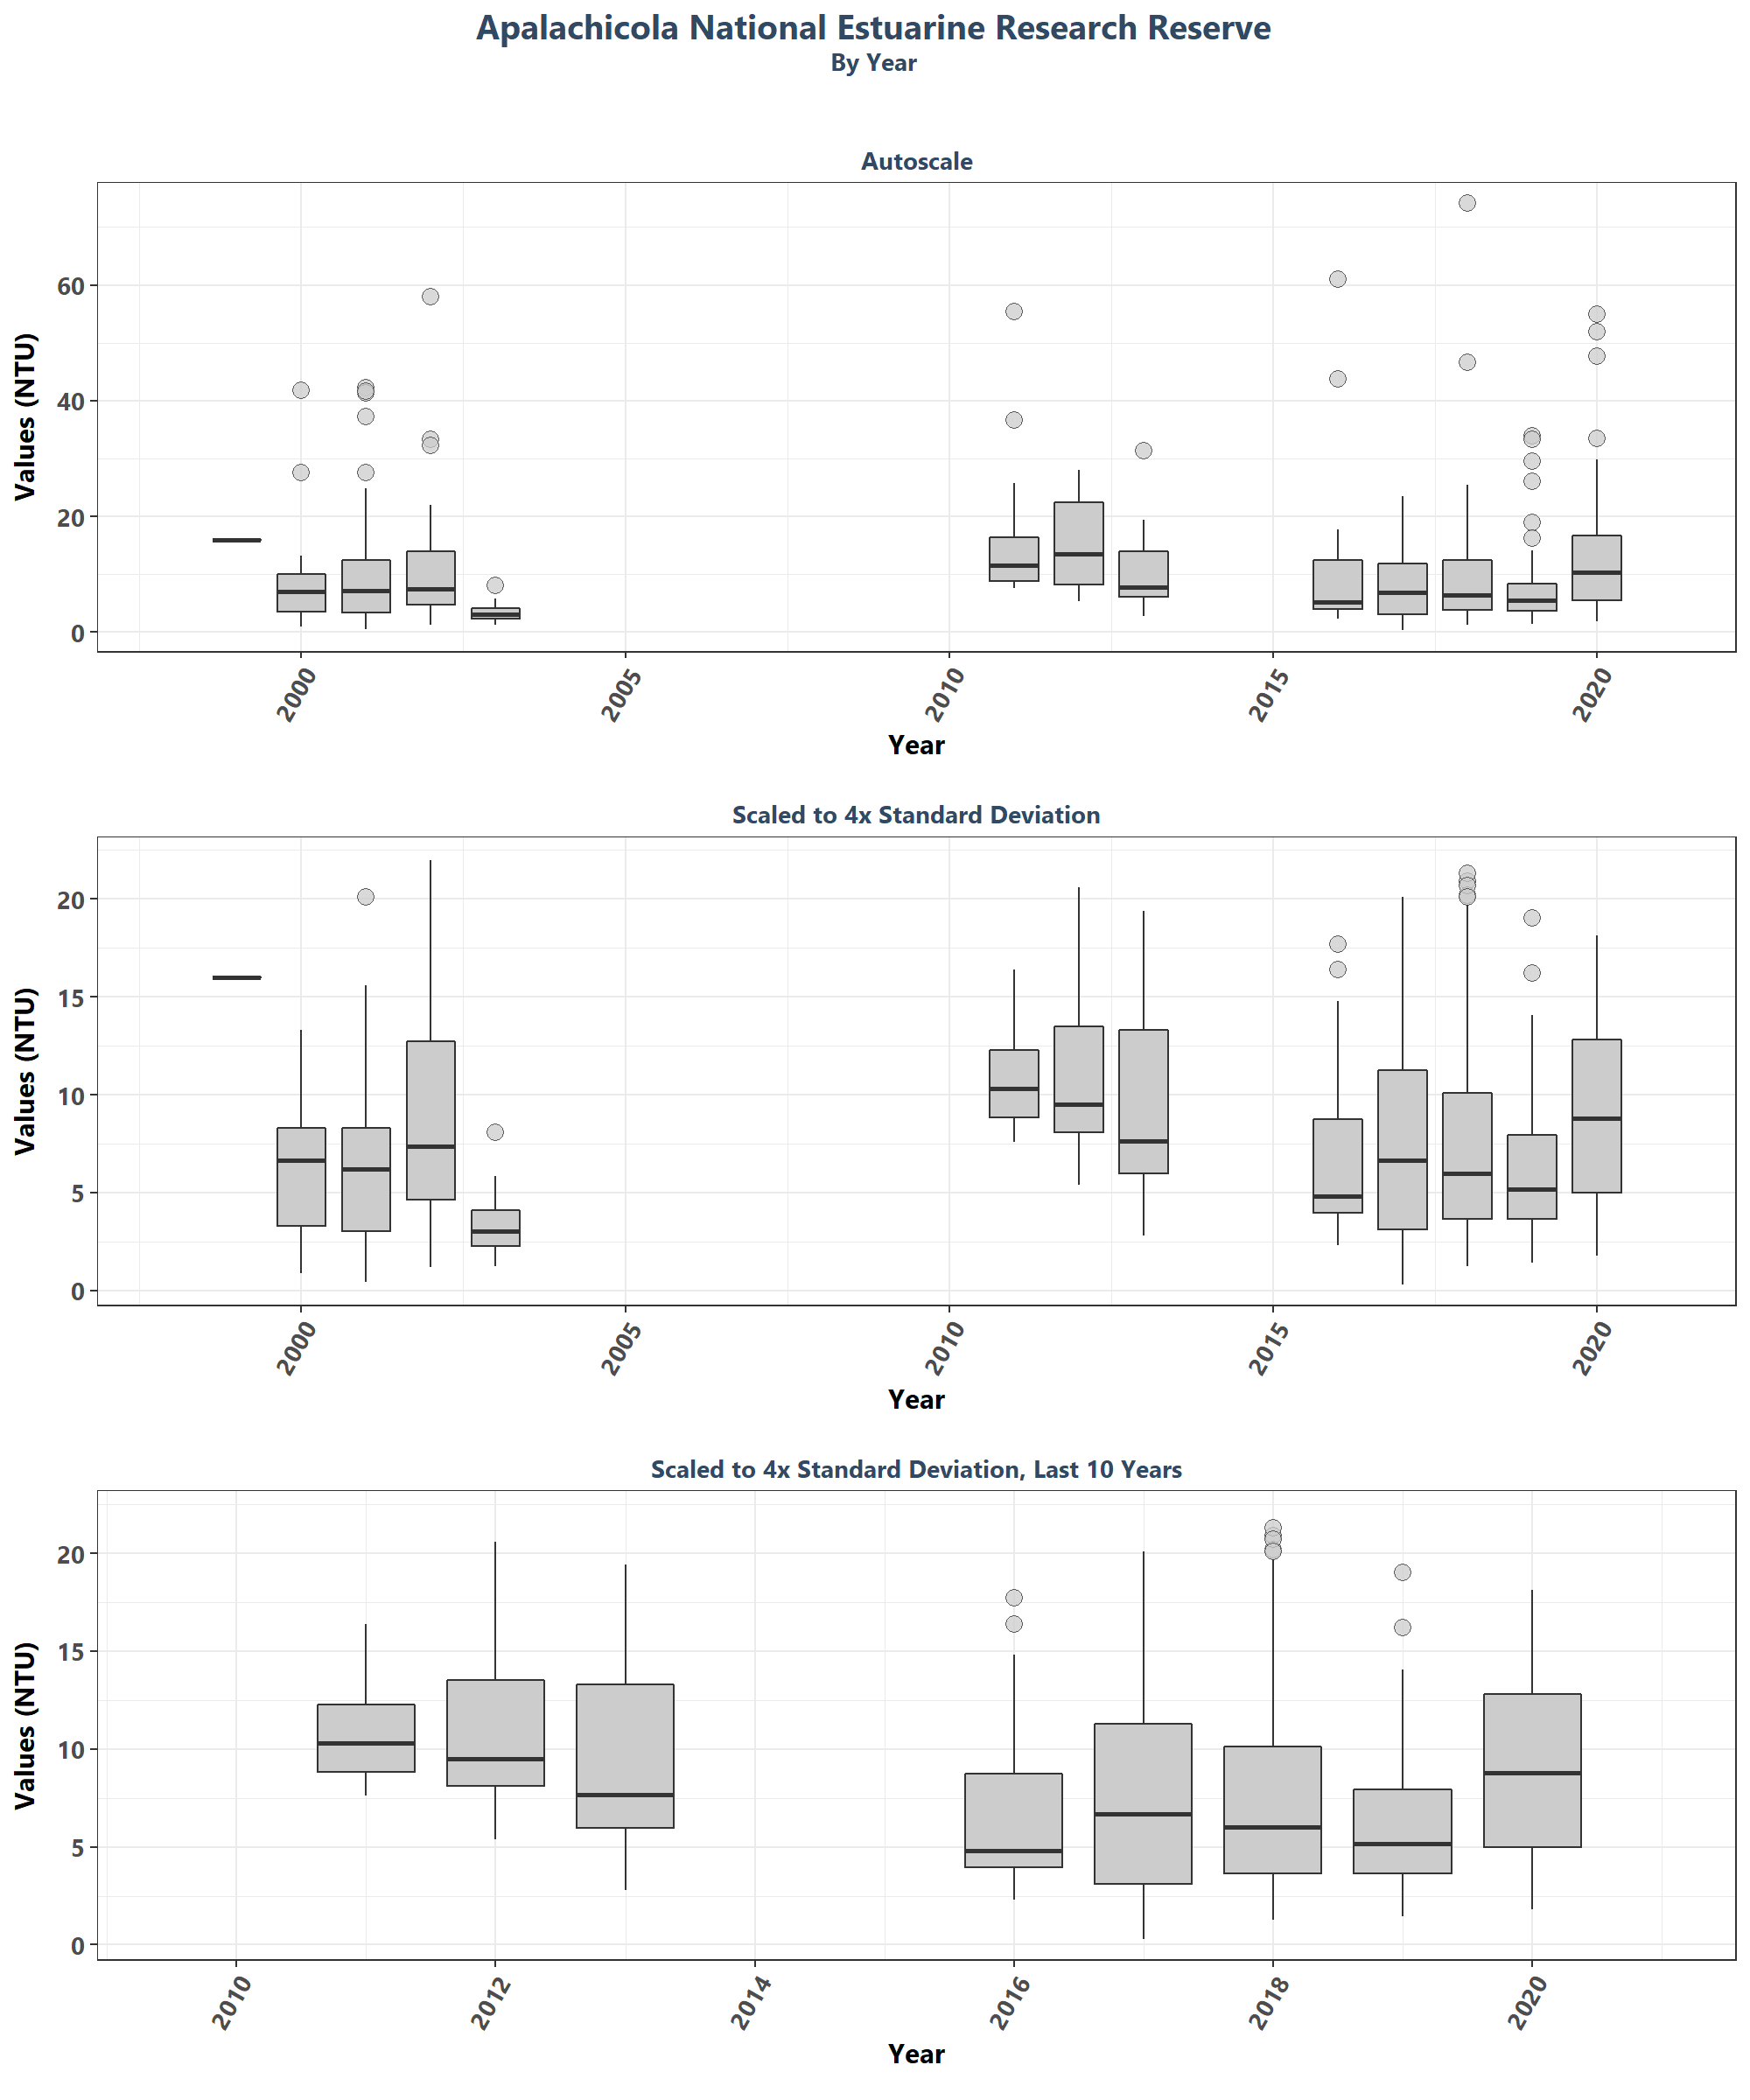 Apalachicola National Estuarine Research Reserve
By Year
Autoscale
Values (NTU)
60
40
20
0
2000 2005 2010 2015 2020
Year
Scaled to 4x Standard Deviation
Values (NTU)
20
15
10
5
0
2000 2005 2010 2015 2020
Year
Scaled to 4x Standard Deviation, Last 10 Years
Values (NTU)
20
15
10
5
0
2010 2012 2014 2016 2018 2020
Year